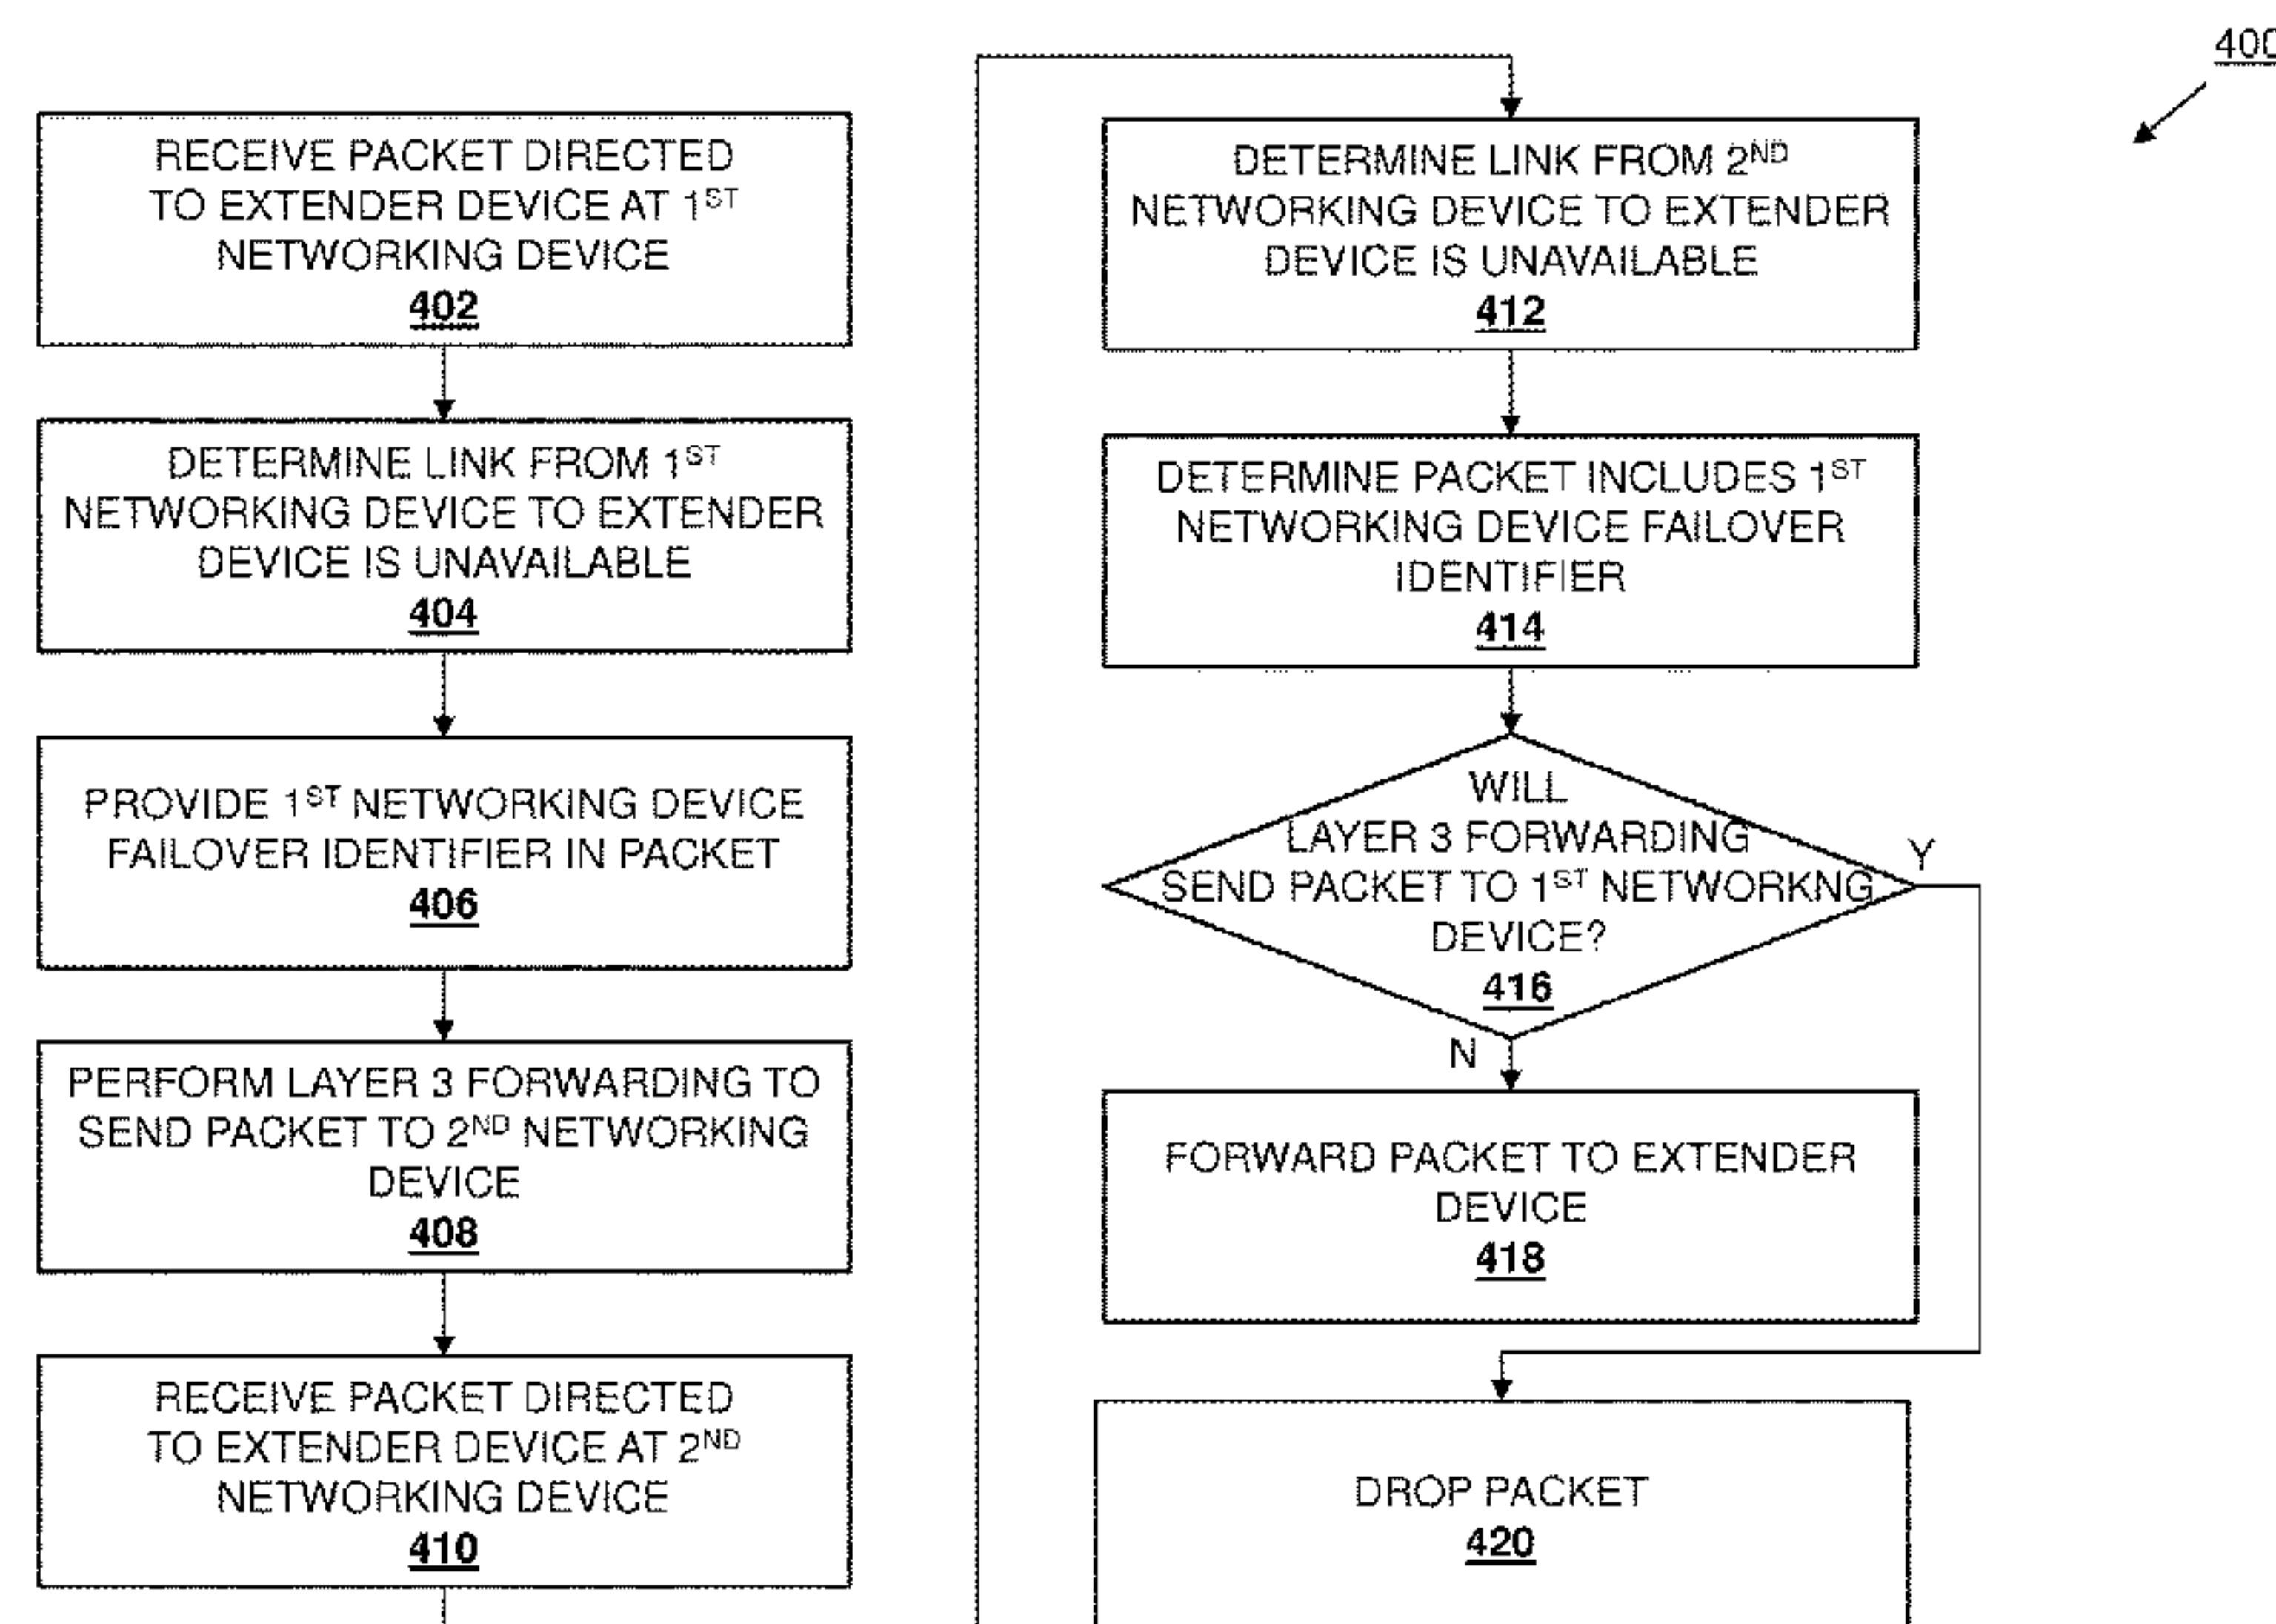 400
RECEIVE PACKET DIRECTED
TO EXTENDER DEVICE AT 1ST
NETWORKING DEVICE
402
DETERMINE LINK FROM 1ST
NETWORKING DEVICE TO EXTENDER
DEVICE IS UNAVAILABLE
404
PROVIDE 1ST NETWORKING DEVICE
FAILOVER IDENTIFIER IN PACKET
406
PERFORM LAYER 3 FORWARDING TO
SEND PACKET TO 2ND NETWORKING
DEVICE
408
RECEIVE PACKET DIRECTED
TO EXTENDER DEVICE AT 2ND
NETWORKING DEVICE
410
DETERMINE LINK FROM 2ND
NETWORKING DEVICE TO EXTENDER
DEVICE IS UNAVAILABLE
412
DETERMINE PACKET INCLUDES 1ST
NETWORKING DEVICE FAILOVER
IDENTIFIER
414
WILL
LAYER 3 FORWARDING
SEND PACKET TO 1ST NETWORKNG
DEVICE?
416
Y
N
FORWARD PACKET TO EXTENDER
DEVICE
418
DROP PACKET
420